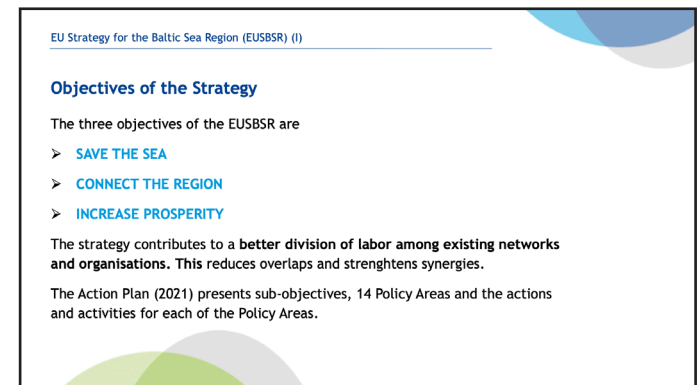 EU Strategy for the Baltic Sea Region (EUSBSR) (I)
Objectives of the Strategy
The three objectives of the EUSBSR are
➢ SAVE THE SEA
➢ CONNECT THE REGION
➢ INCREASE PROSPERITY
The strategy contributes to a better division of labor among existing networks
and organisations. This reduces overlaps and strenghtens synergies.
The Action Plan (2021) presents sub-objectives, 14 Policy Areas and the actions
and activities for each of the Policy Areas.